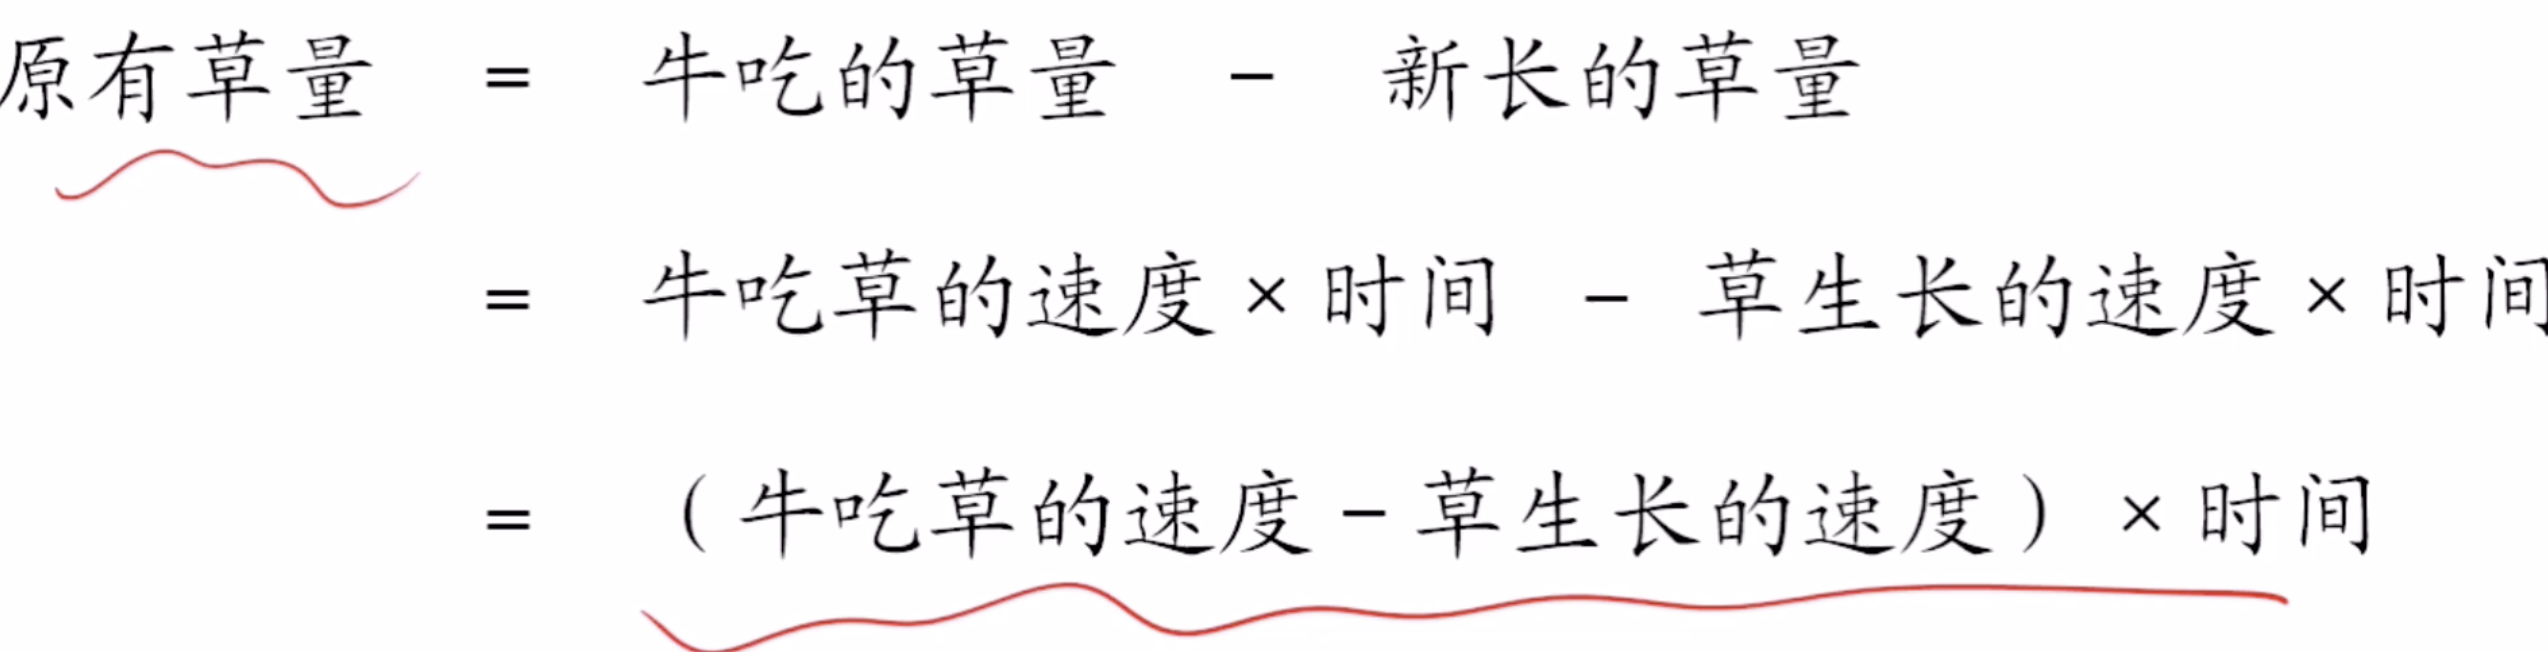 原有草量 = 牛吃的草量 - 新长的草量
= 牛吃草的速度×时间 - 草生长的速度×时间
= （牛吃草的速度-草生长的速度）×时间